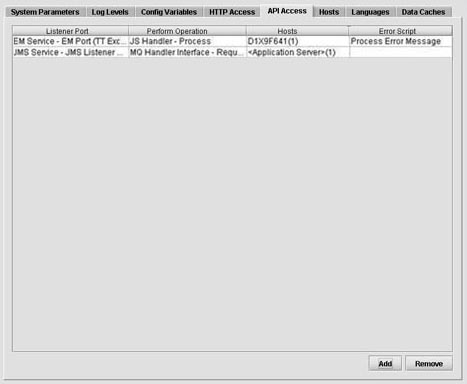 System Parameters Log Levels Config Variables HTTP Access API Access Hosts Languages Data Caches
Listener Port Perform Operation Hosts Error Script
EM Service - EM Port (TT Exc... JS Handler - Process D1X9F641(1) Process Error Message
JMS Service - JMS Listener ... MQ Handler Interface - Requ... <Application Server>(1)
Add Remove